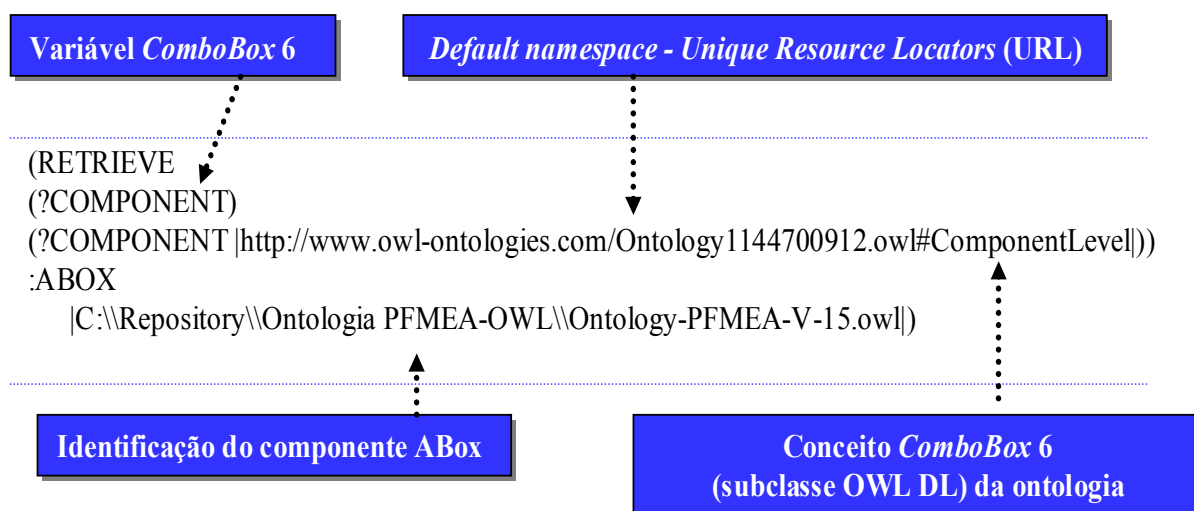 Variável ComboBox 6
Default namespace - Unique Resource Locators (URL)
(RETRIEVE
(?COMPONENT)
(?COMPONENT |http://www.owl-ontologies.com/Ontology1144700912.owl#ComponentLevel|))
:ABOX
|C:\\Repository\\Ontologia PFMEA-OWL\\Ontology-PFMEA-V-15.owl|)
Identificação do componente ABox
Conceito ComboBox 6
(subclasse OWL DL) da ontologia